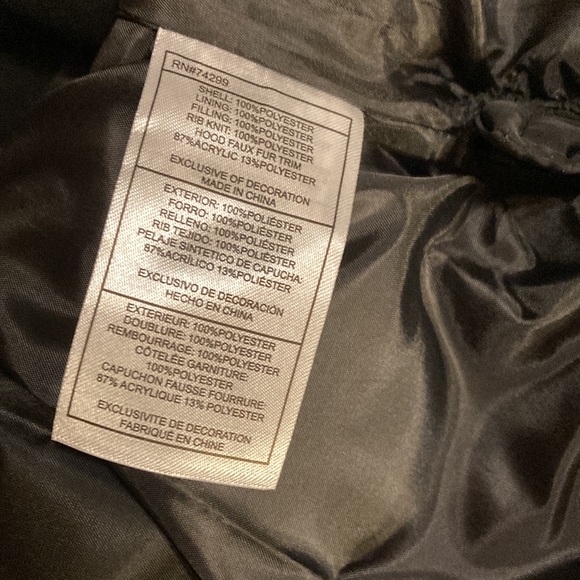 RN#74299
SHELL: 100%POLYESTER
LINING: 100%POLYESTER
FILLING: 100%POLYESTER
RIB KNIT: 100%POLYESTER
HOOD FAUX FUR TRIM
87%ACRYLIC 13%POLYESTER
EXCLUSIVE OF DECORATION
MADE IN CHINA
EXTERIOR: 100%POLIÉSTER
FORRO: 100%POLIÉSTER
RELLENO: 100%POLIÉSTER
RIB TEJIDO: 100%POLIÉSTER
PELAJE SINTETICO DE CAPUCHA:
87%ACRÍLICO 13%POLIÉSTER
EXCLUSIVO DE DECORACIÓN
HECHO EN CHINA
EXTERIEUR: 100%POLYESTER
DOUBLURE: 100%POLYESTER
REMBOURRAGE: 100%POLYESTER
CÔTELÉE GARNITURE:
100%POLYESTER
CAPUCHON FAUSSE FOURRURE:
87% ACRYLIQUE 13% POLYESTER
EXCLUSIVITE DE DECORATION
FABRIQUÉ EN CHINE